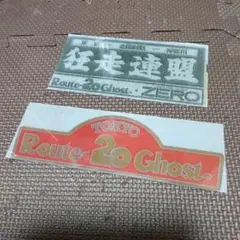 狂走連盟
Route 20 Ghost · ZERO
TOKYO
Route 20 Ghost